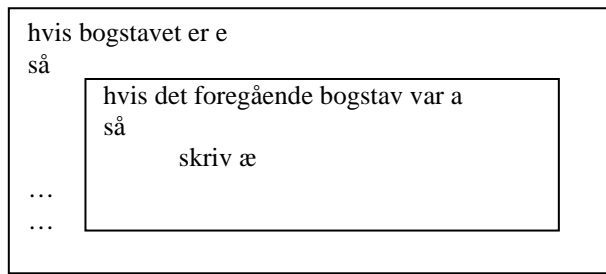 hvis bogstavet er e
så
hvis det foregående bogstav var a
så
skriv æ
…
…